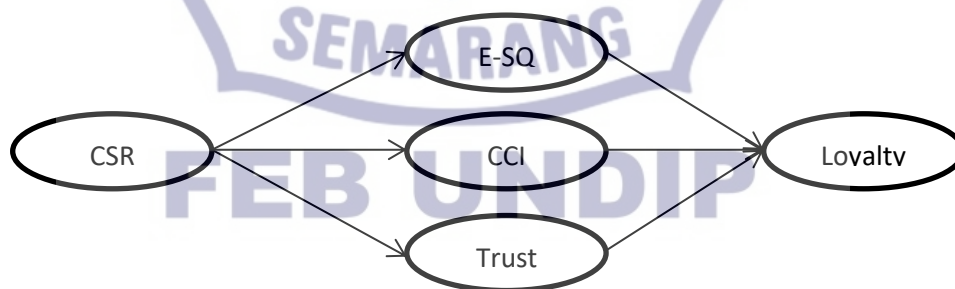 SEMARANG
E-SQ
CSR
CCI
Loyalty
FEB UNDIP
Trust